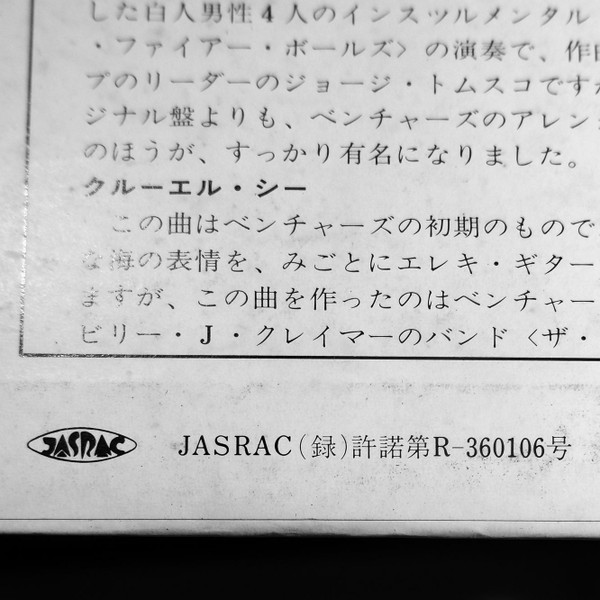 した白人男性4人のインスツルメンタル
・ファイアー・ボールズ〉の演奏で、作曲
プのリーダーのジョージ・トムスコですが
ジナル盤よりも、ベンチャーズのアレン
のほうが、すっかり有名になりました。
クルーエル・シー
この曲はベンチャーズの初期のもので
な海の表情を、みごとにエレキ・ギター
ますが、この曲を作ったのはベンチャー
ビリー・J・クレイマーのバンド〈ザ・
JASRAC JASRAC(録)許諾第R-360106号